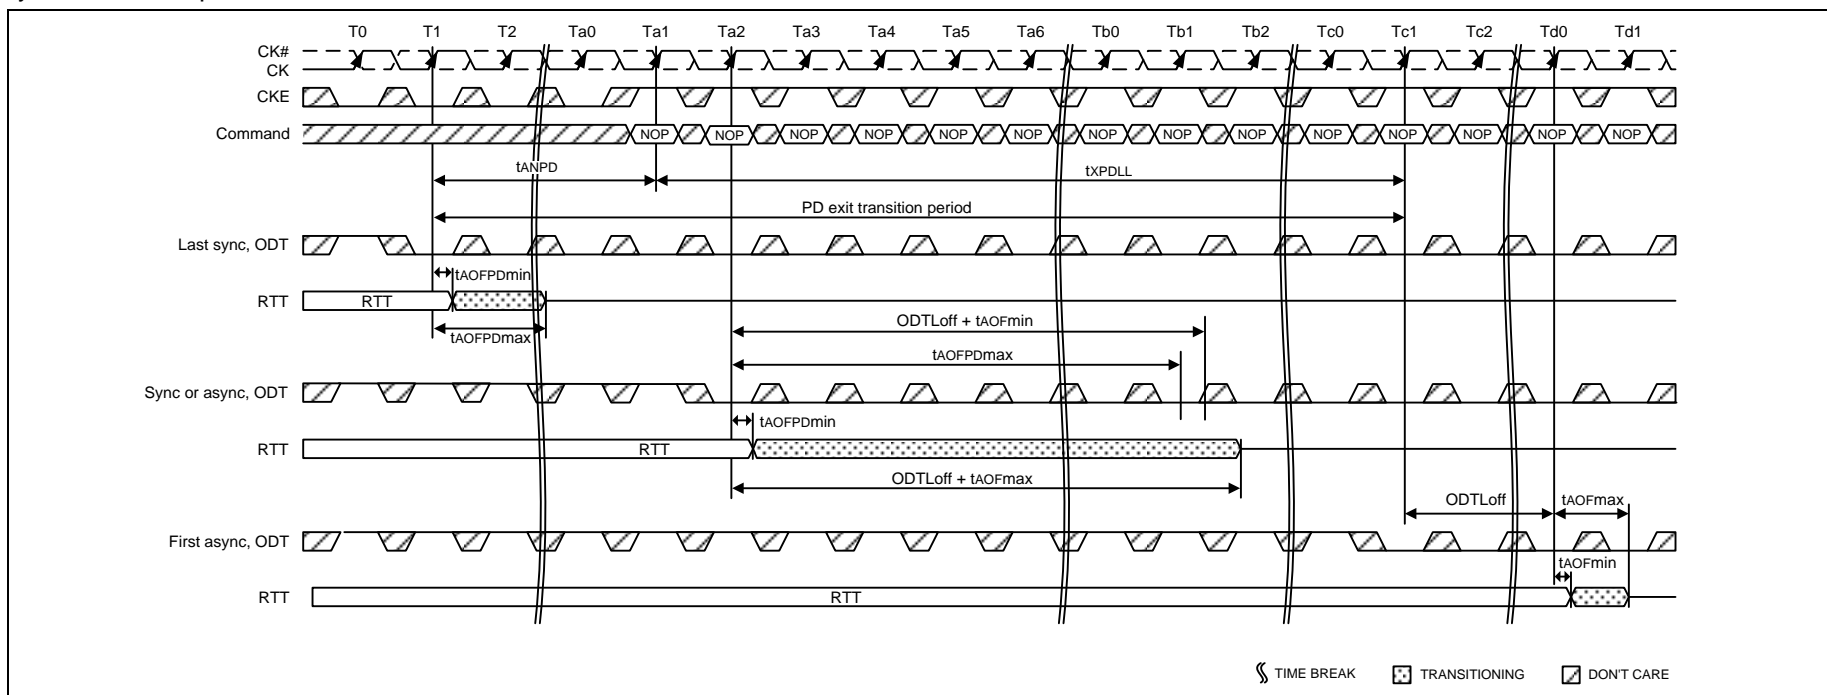 T0 T1 T2 Ta0 Ta1 Ta2 Ta3 Ta4 Ta5 Ta6 Tb0 Tb1 Tb2 Tc0 Tc1 Tc2 Td0 Td1
CK#
CK
CKE
Command NOP NOP NOP NOP NOP NOP NOP NOP NOP NOP NOP NOP NOP NOP
tANPD tXPDLL
PD exit transition period
Last sync, ODT
tAOFPDmin
RTT RTT
tAOFPDmax
ODTLoff + tAOFmin
tAOFPDmax
Sync or async, ODT
tAOFPDmin
RTT RTT
ODTLoff + tAOFmax
ODTLoff tAOFmax
First async, ODT
tAOFmin
RTT RTT
TIME BREAK TRANSITIONING DON'T CARE